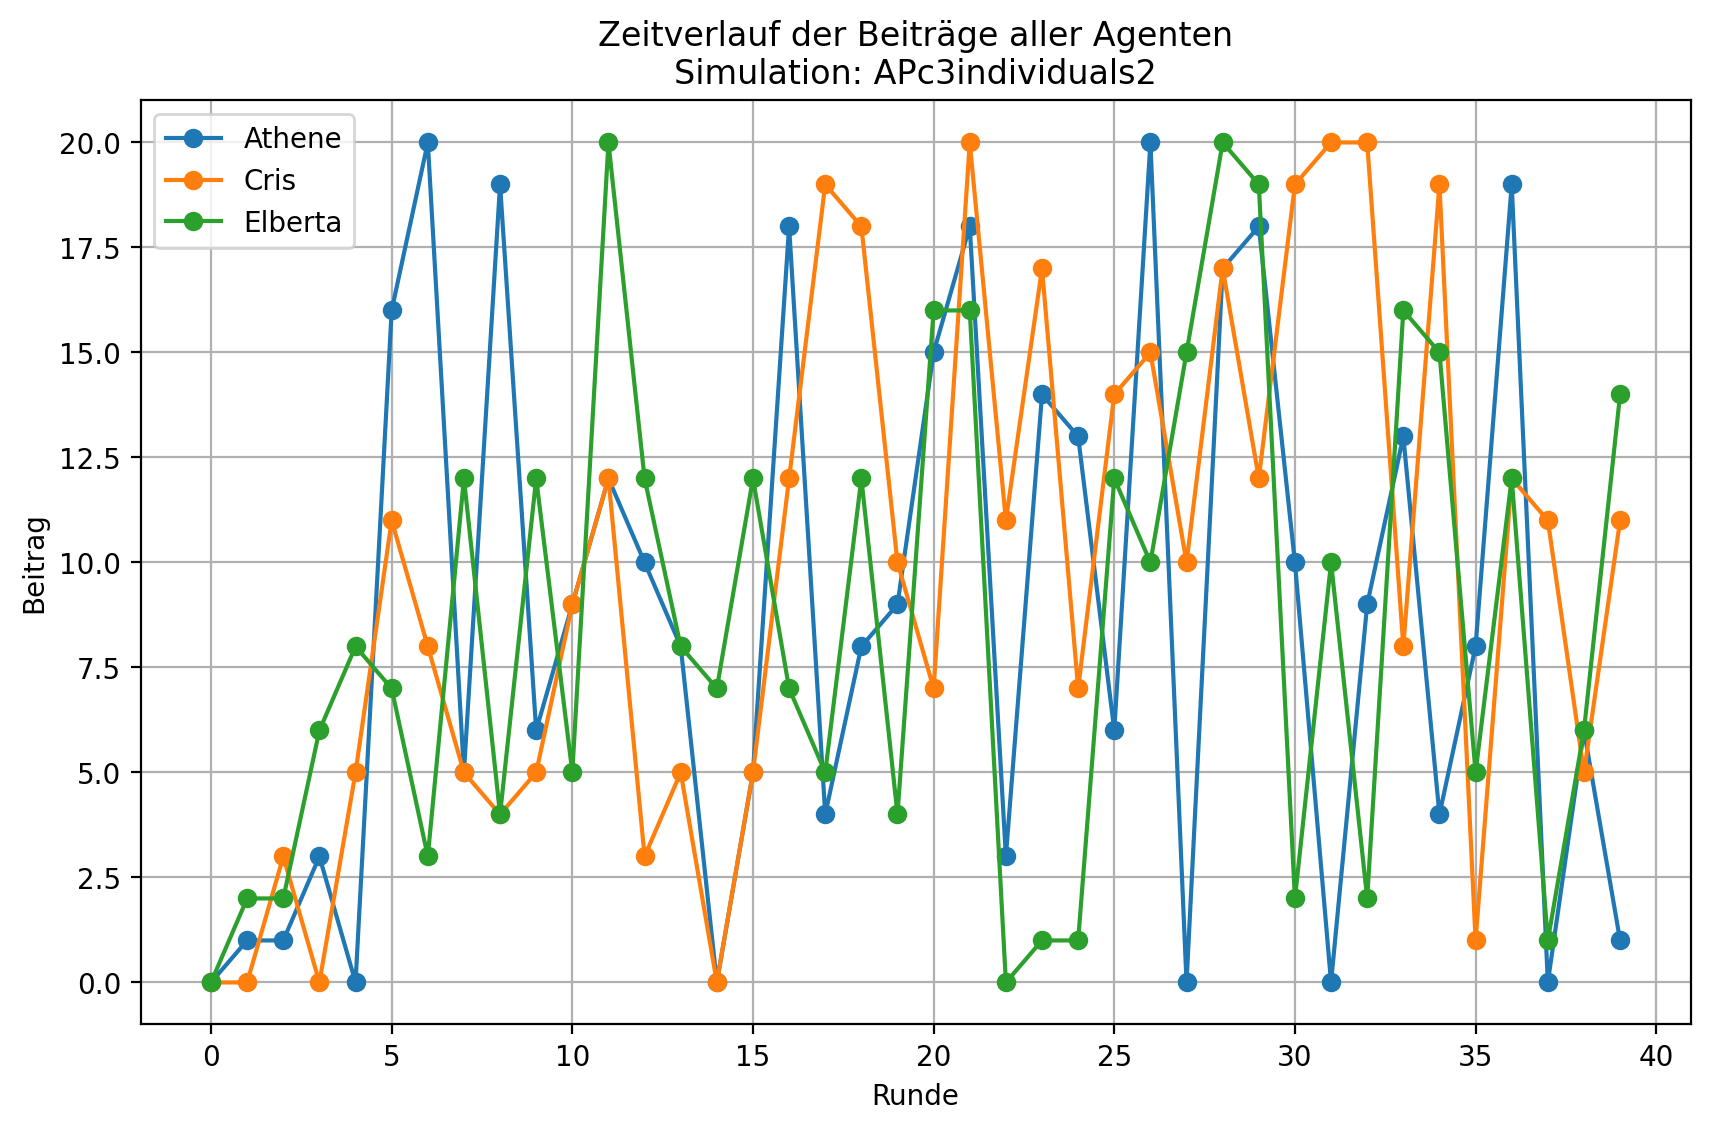 Zeitverlauf der Beiträge aller Agenten
Simulation: APc3individuals2
Athene
Cris
Elberta
Beitrag
20.0
17.5
15.0
12.5
10.0
7.5
5.0
2.5
0.0
0 5 10 15 20 25 30 35 40
Runde